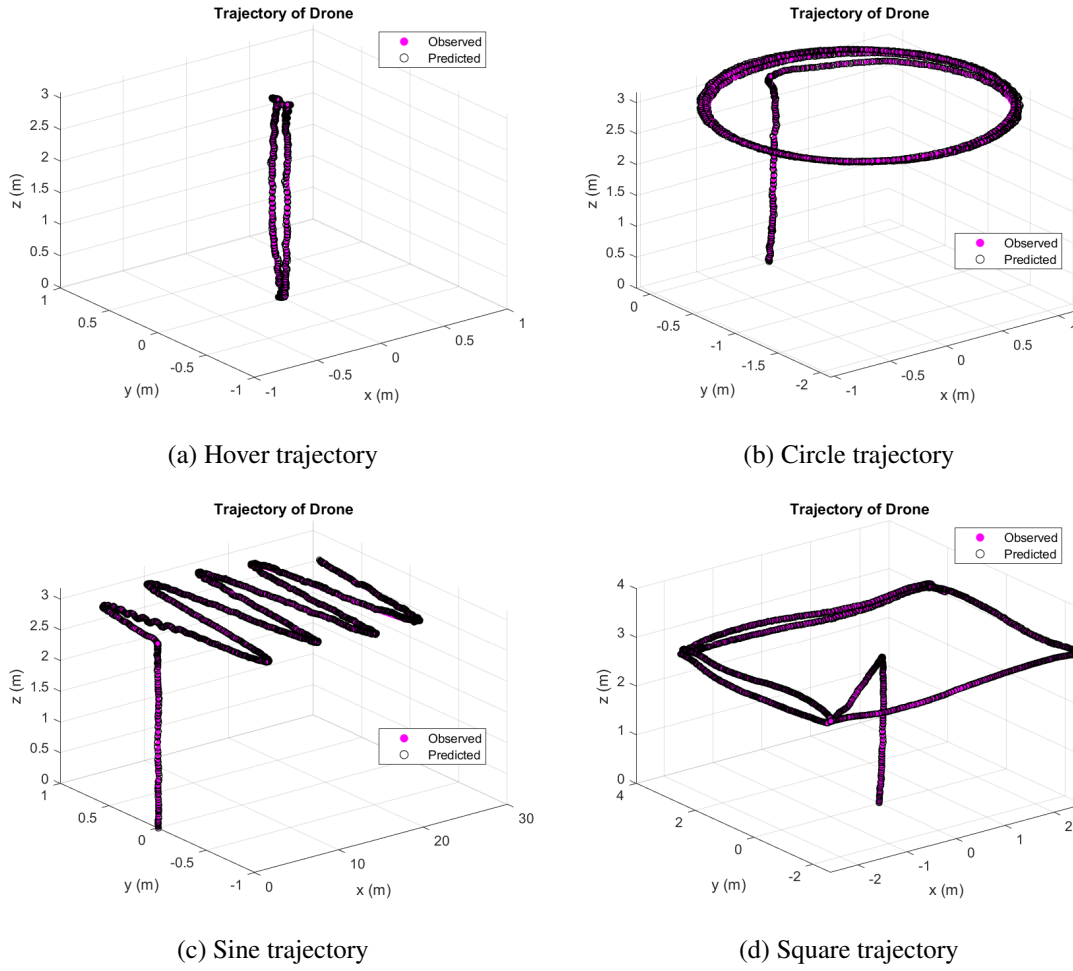 Trajectory of Drone
Observed
Predicted
3
2.5
2
1.5
1
0.5
0
z (m)
1
0.5
0
-0.5
-1
y (m)
-1
-0.5
0
0.5
1
x (m)
(a) Hover trajectory
Trajectory of Drone
3
2.5
2
1.5
1
0.5
0
z (m)
Observed
Predicted
0
-0.5
-1
-1.5
-2
y (m)
-1
-0.5
0
0.5
1
x (m)
(b) Circle trajectory
Trajectory of Drone
3
2.5
2
1.5
1
0.5
0
z (m)
Observed
Predicted
1
0.5
0
-0.5
-1
y (m)
0
10
20
30
x (m)
(c) Sine trajectory
Trajectory of Drone
Observed
Predicted
4
3
2
1
0
z (m)
4
2
0
-2
y (m)
-2
-1
0
1
2
x (m)
(d) Square trajectory